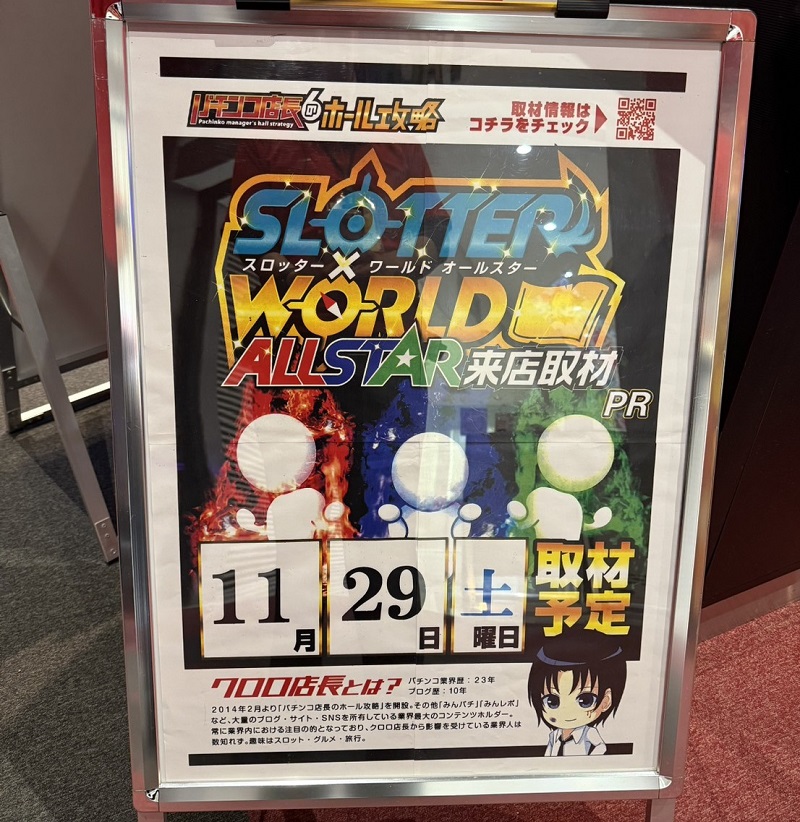 パチンコ店長のホール攻略
Pachinko manager's hall strategy
取材情報は
コチラをチェック
SLOTTER
スロッター×ワールド オールスター
WORLD
ALLSTAR 来店取材
PR
11月 29日 土曜日 取材予定
クロロ店長とは？ パチンコ業界歴：23年
ブログ歴：10年
2014年2月より「パチンコ店長のホール攻略」を開設。その他「みんパチ」「みんレポ」
など、大量のブログ・サイト・SNSを所有している業界最大のコンテンツホルダー。
常に業界内における注目の的となっており、クロロ店長から影響を受けている業界人は
数知れず。趣味はスロット・グルメ・旅行。